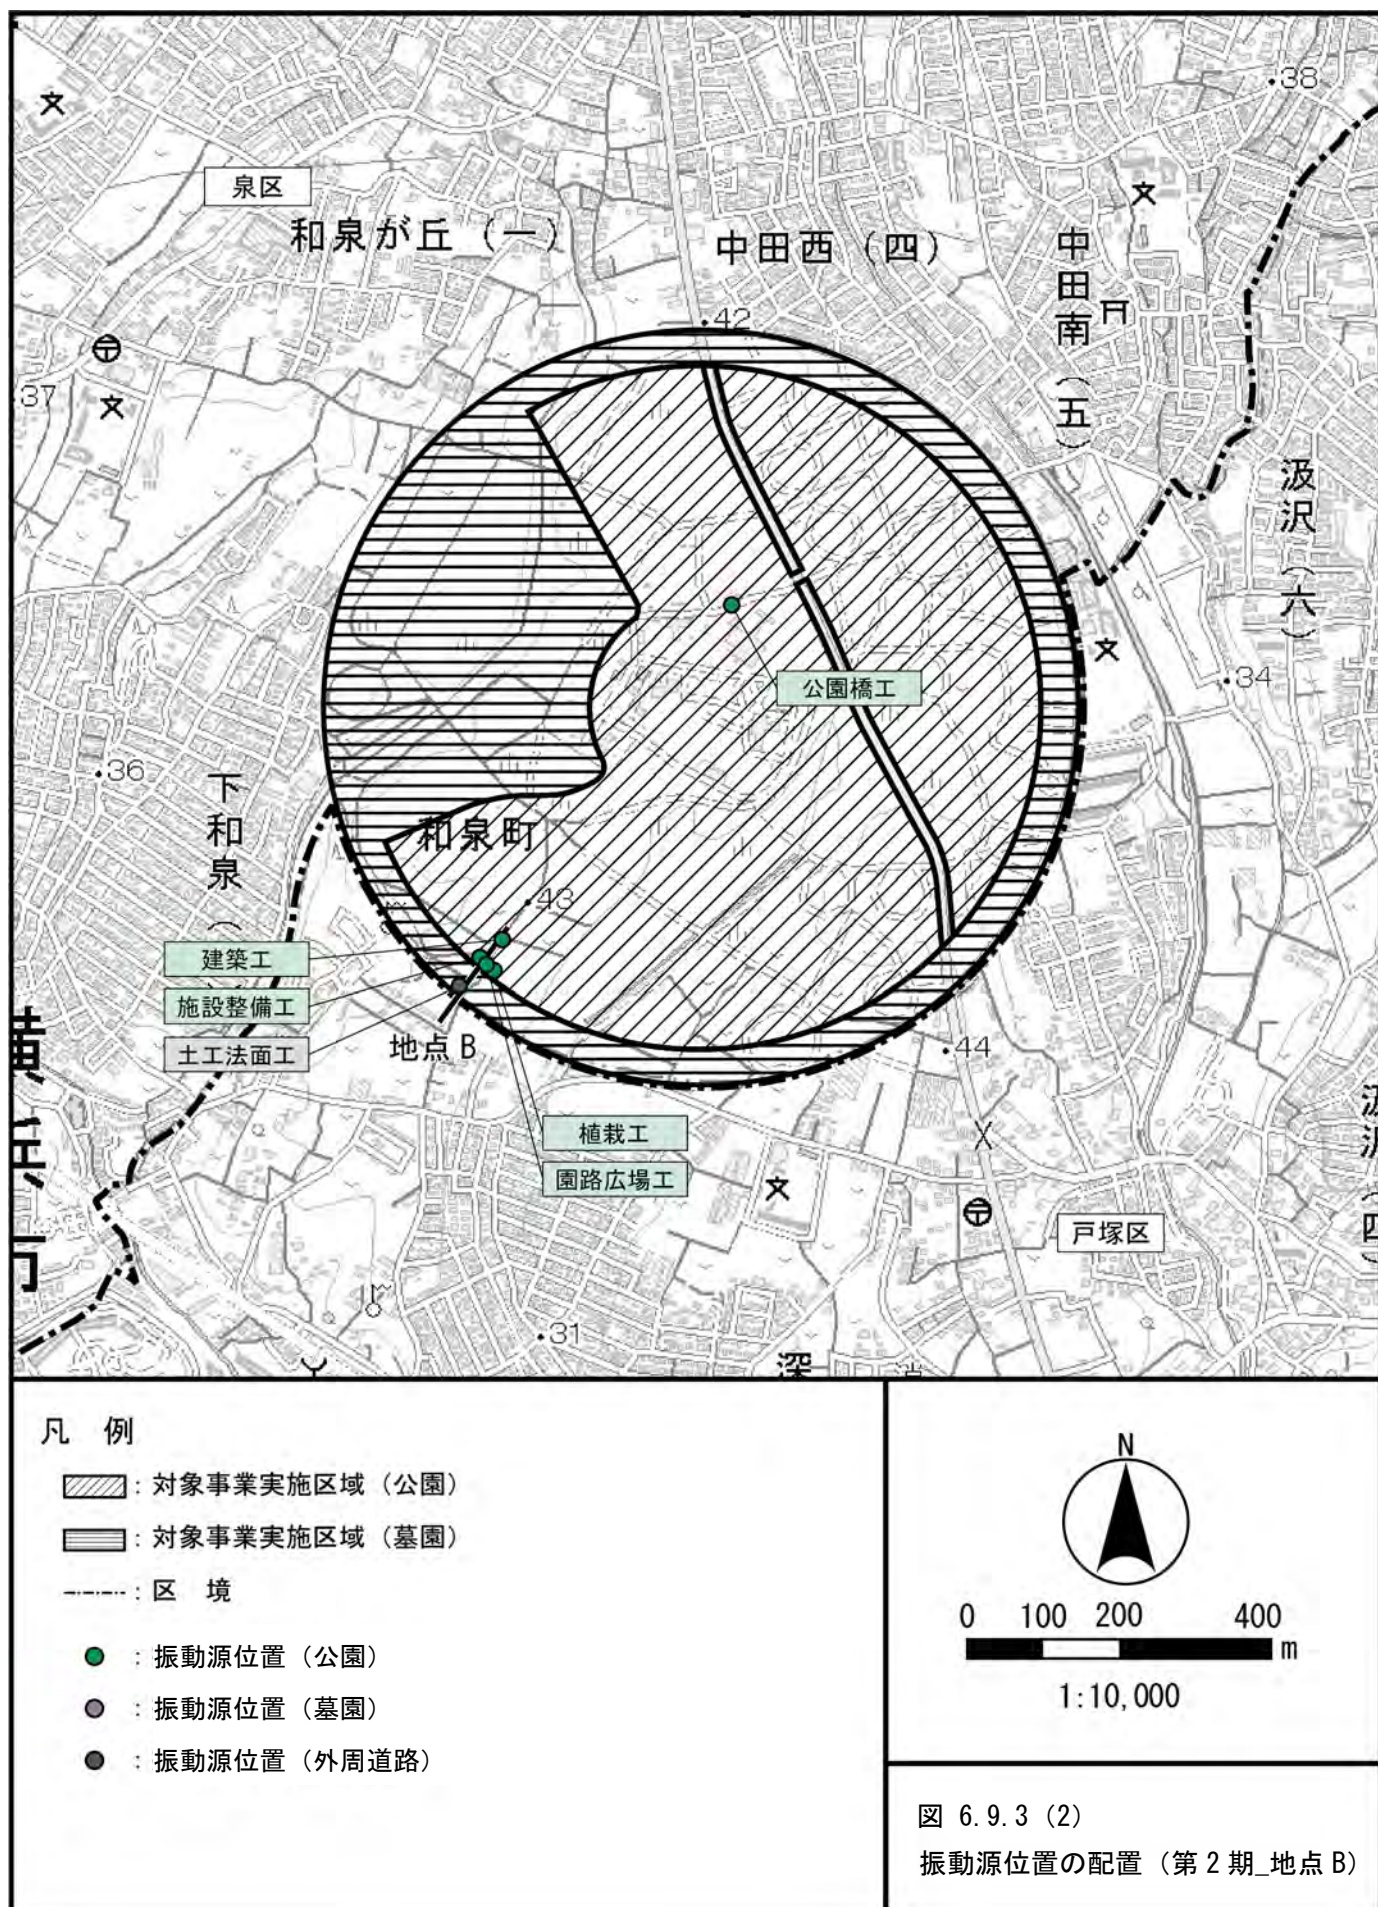 38
泉区
和泉が丘(一)
中田西(四)
中田南(五)
42
37
汲沢(六)
公園橋工
34
36
下和泉(
和泉町
43
建築工
施設整備工
土工法面工
地点B
44
植栽工
園路広場工
戸塚区
31
深
凡 例
：対象事業実施区域（公園）
：対象事業実施区域（墓園）
：区 境
：振動源位置（公園）
：振動源位置（墓園）
：振動源位置（外周道路）
N
0 100 200 400
m
1:10,000
図 6.9.3（2）
振動源位置の配置（第2期_地点B）